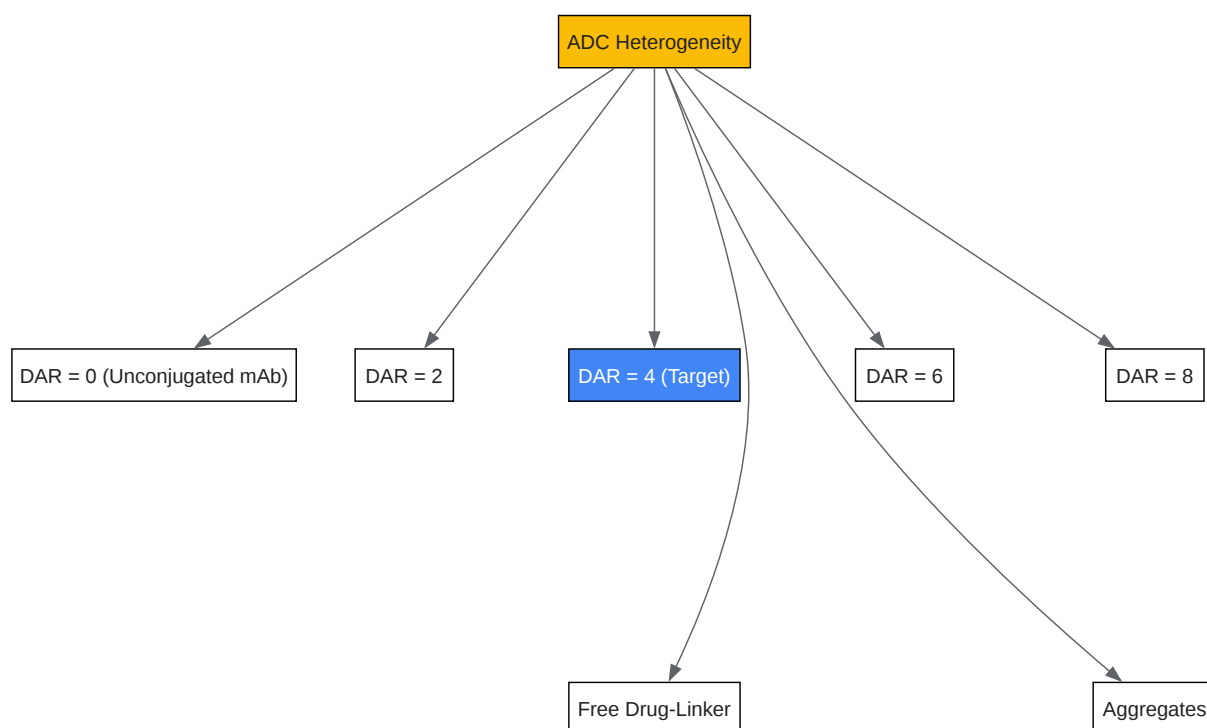 ADC Heterogeneity
DAR = 0 (Unconjugated mAb)
DAR = 2
DAR = 4 (Target)
DAR = 6
DAR = 8
Free Drug-Linker
Aggregates